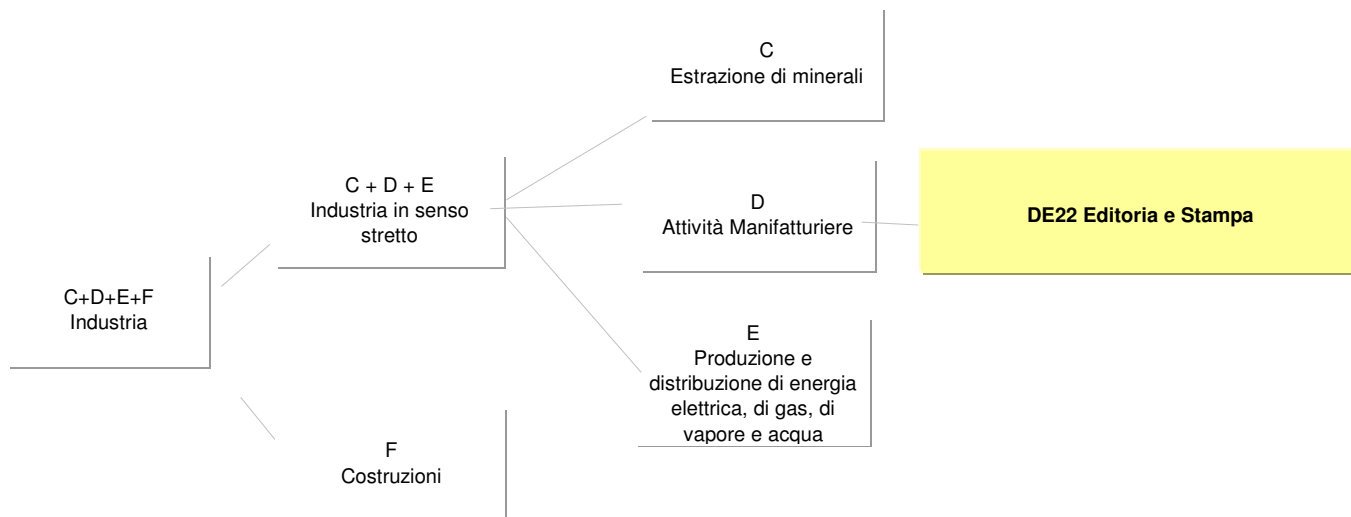 C+D+E+F
Industria
C + D + E
Industria in senso
stretto
F
Costruzioni
C
Estrazione di minerali
D
Attività Manifatturiere
E
Produzione e
distribuzione di energia
elettrica, di gas, di
vapore e acqua
DE22 Editoria e Stampa